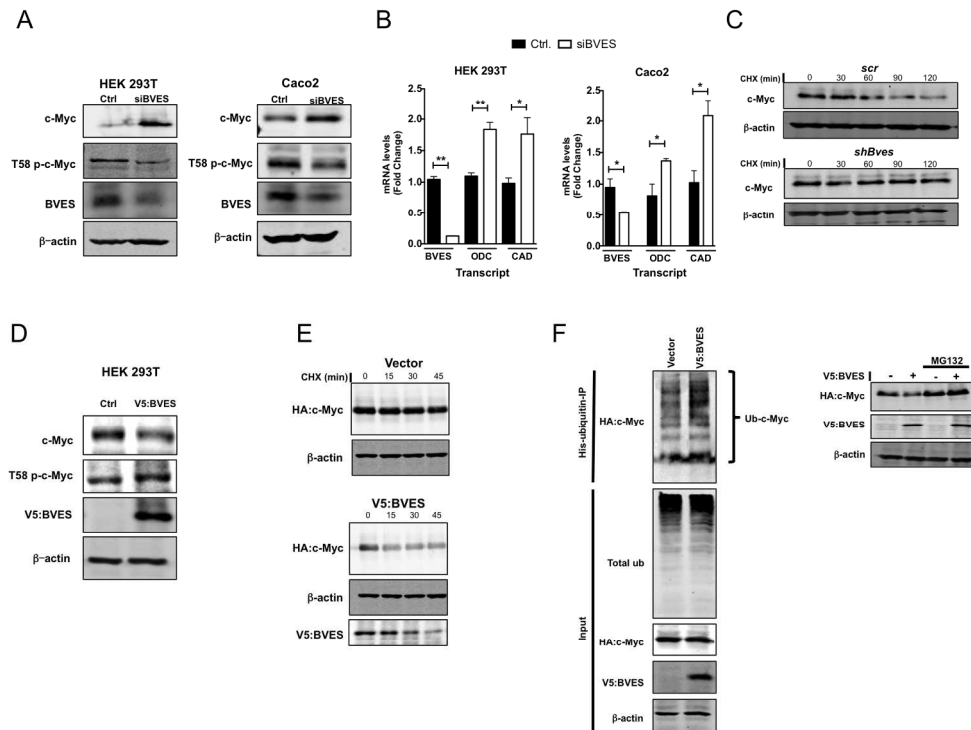 A
HEK 293T
Ctrl siBVES
c-Myc
T58 p-c-Myc
BVES
β-actin
Caco2
Ctrl siBVES
c-Myc
T58 p-c-Myc
BVES
β-actin
B
Ctrl. siBVES
HEK 293T
mRNA levels
(Fold Change)
2.5
2.0
1.5
1.0
0.5
0.0
** ** *
BVES ODC CAD
Transcript
Caco2
mRNA levels
(Fold Change)
2.5
2.0
1.5
1.0
0.5
0.0
* * *
BVES ODC CAD
Transcript
C
scr
CHX (min) 0 30 60 90 120
c-Myc
β-actin
shBves
CHX (min) 0 30 60 90 120
c-Myc
β-actin
D
HEK 293T
Ctrl V5:BVES
c-Myc
T58 p-c-Myc
V5:BVES
β-actin
E
Vector
CHX (min) 0 15 30 45
HA:c-Myc
β-actin
V5:BVES
0 15 30 45
HA:c-Myc
β-actin
V5:BVES
F
Vector
V5:BVES
His-ubiquitin-IP
HA:c-Myc
Ub-c-Myc
Input
Total ub
HA:c-Myc
V5:BVES
β-actin
MG132
V5:BVES - + - +
HA:c-Myc
V5:BVES
β-actin